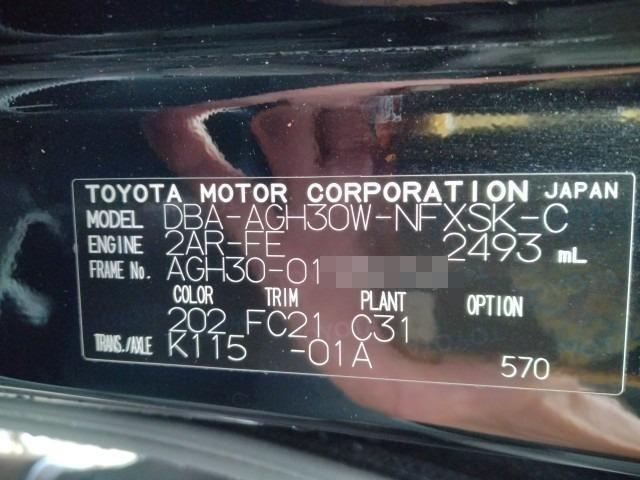 TOYOTA MOTOR CORPORATION JAPAN
MODEL DBA-AGH30W-NFXSK-C
ENGINE 2AR-FE 2493 mL
FRAME No. AGH30-01
COLOR TRIM PLANT OPTION
202 FC21 C31
TRANS./AXLE K115 -01A 570